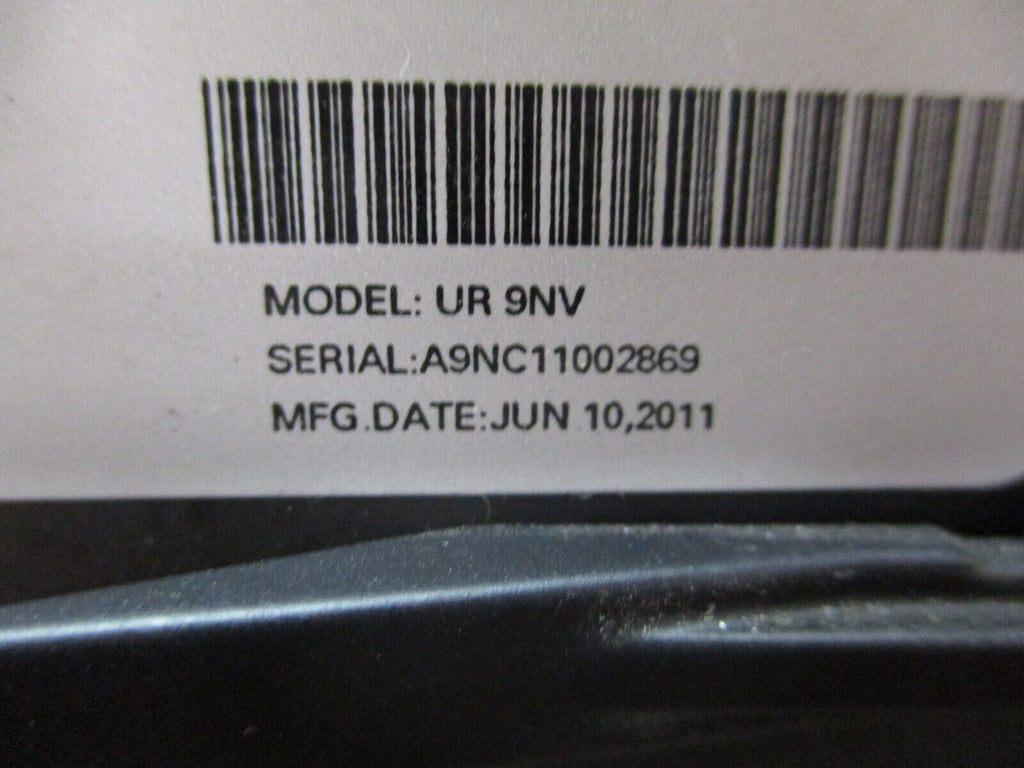 MODEL: UR 9NV
SERIAL:A9NC11002869
MFG.DATE:JUN 10,2011